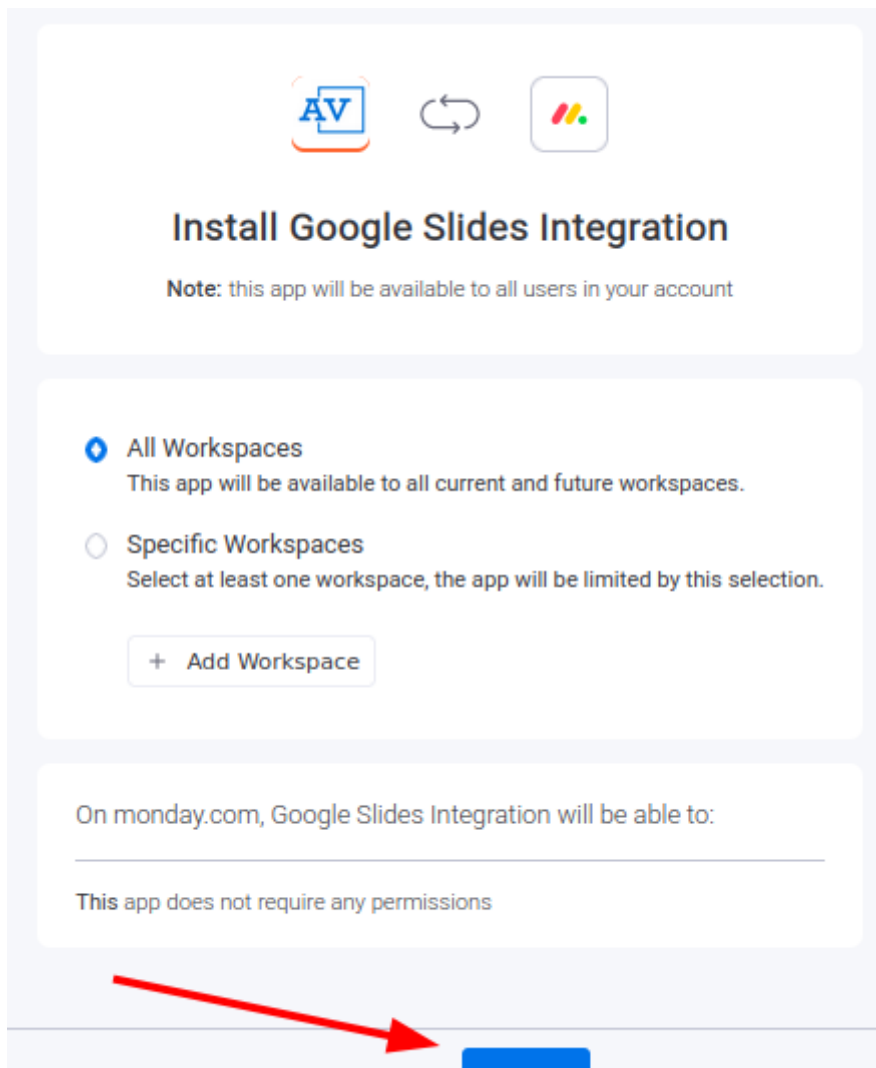 AV
Install Google Slides Integration
Note: this app will be available to all users in your account
All Workspaces
This app will be available to all current and future workspaces.
Specific Workspaces
Select at least one workspace, the app will be limited by this selection.
+ Add Workspace
On monday.com, Google Slides Integration will be able to:
This app does not require any permissions